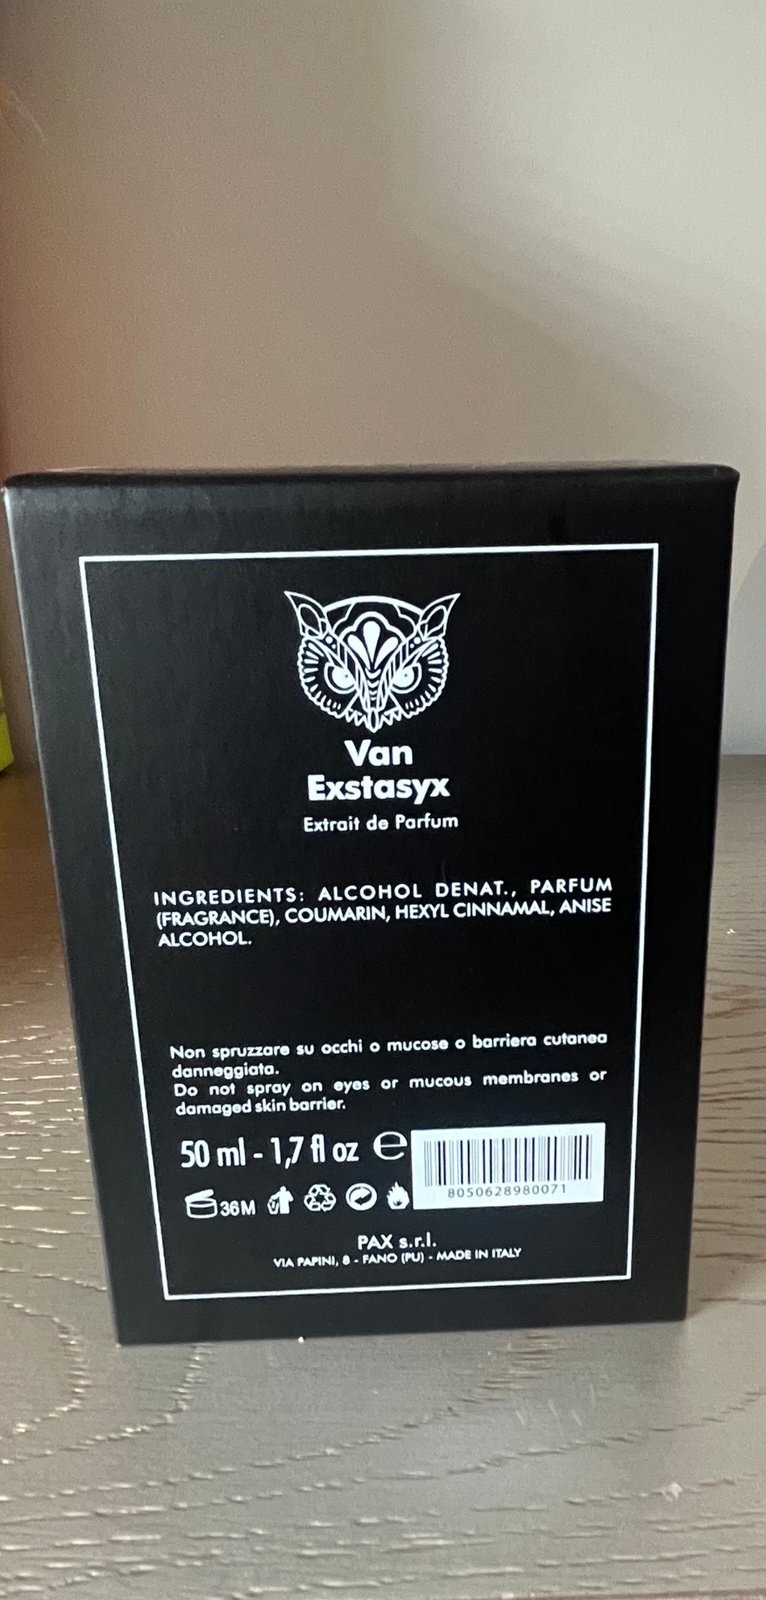 Van
Exstasyx
Extrait de Parfum
INGREDIENTS: ALCOHOL DENAT., PARFUM
(FRAGRANCE), COUMARIN, HEXYL CINNAMAL, ANISE
ALCOHOL.
Non spruzzare su occhi o mucose o barriera cutanea
danneggiata.
Do not spray on eyes or mucous membranes or
damaged skin barrier.
50 ml - 1,7 fl oz ℮
8050628980071
36M
PAX s.r.l.
VIA PAPINI, 8 - FANO (PU) - MADE IN ITALY